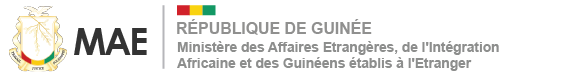 MAE
RÉPUBLIQUE DE GUINÉE
Ministère des Affaires Etrangères, de l'Intégration
Africaine et des Guinéens établis à l'Etranger